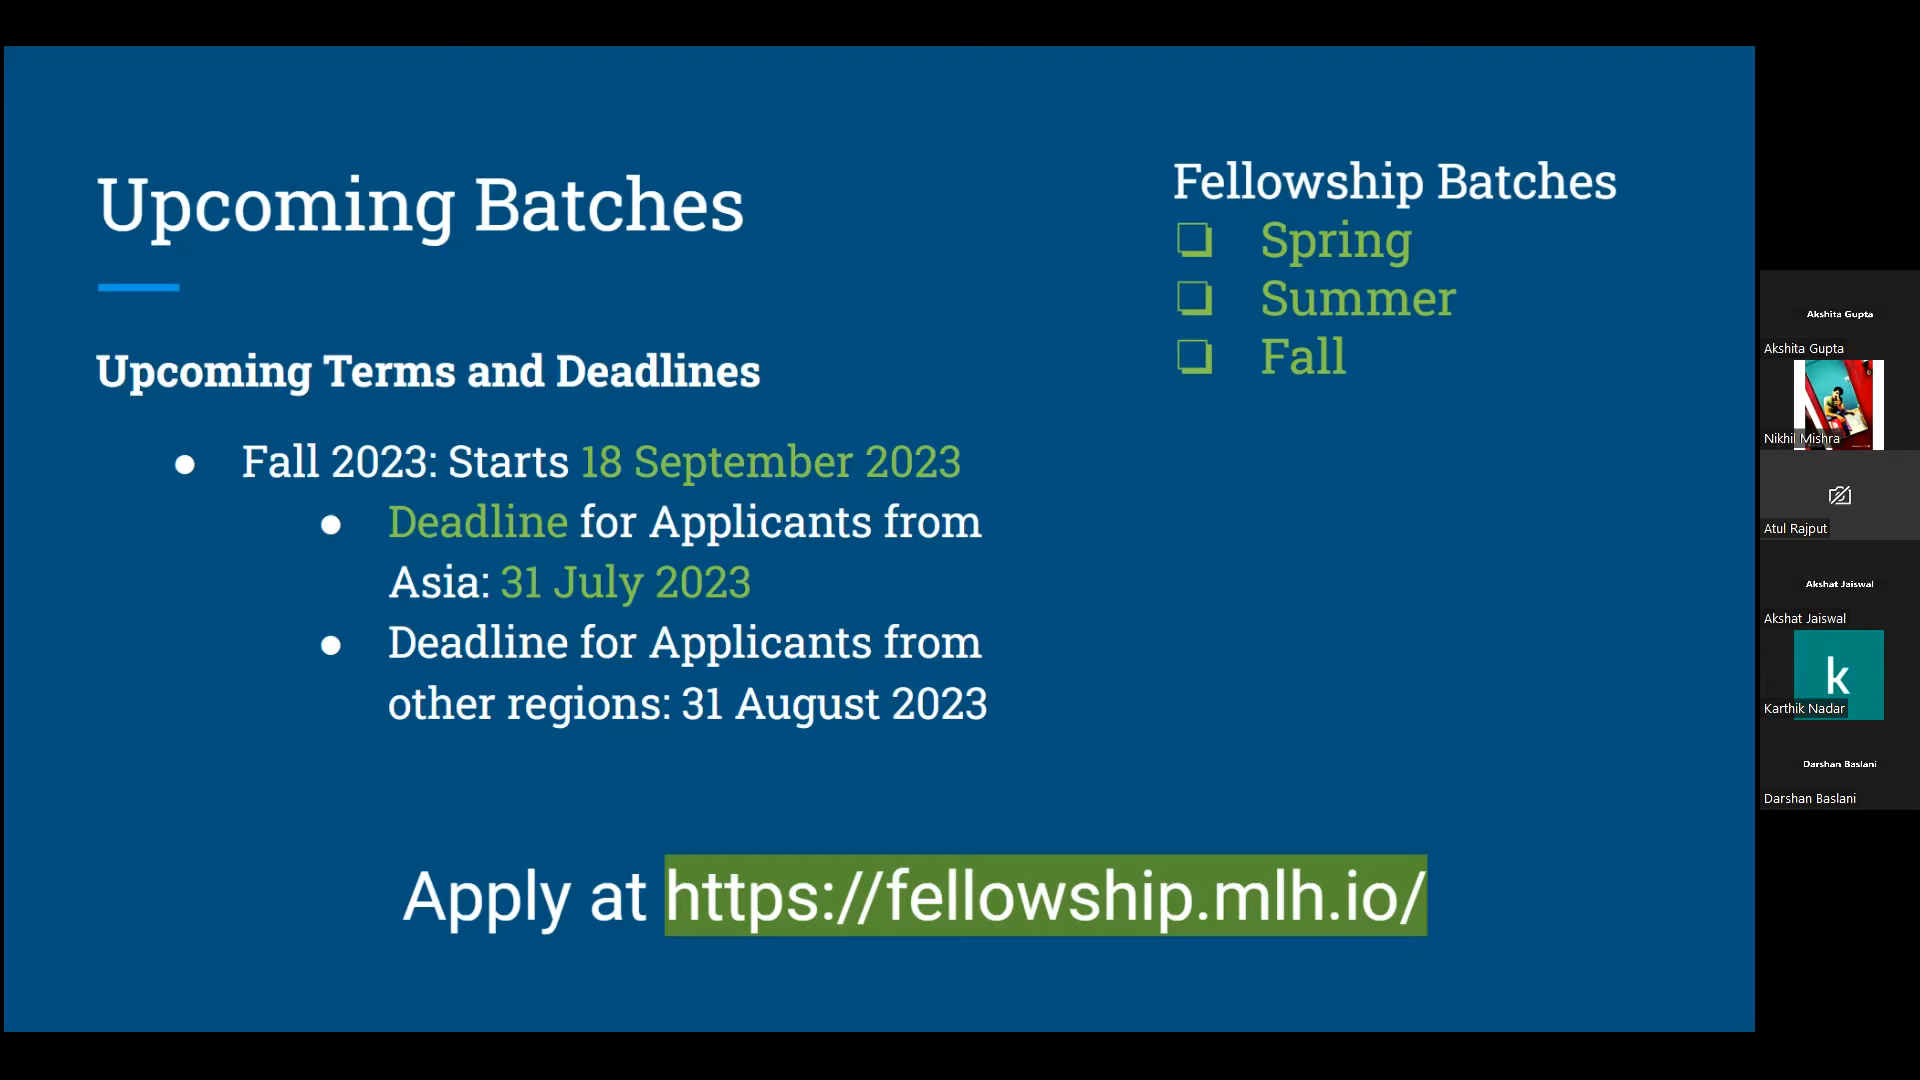 Upcoming Batches
Upcoming Terms and Deadlines
● Fall 2023: Starts 18 September 2023
● Deadline for Applicants from
Asia: 31 July 2023
● Deadline for Applicants from
other regions: 31 August 2023
Fellowship Batches
❏ Spring
❏ Summer
❏ Fall
Apply at https://fellowship.mlh.io/
Akshita Gupta
Akshita Gupta
Nikhil Mishra
Atul Rajput
Akshat Jaiswal
Akshat Jaiswal
k
Karthik Nadar
Darshan Baslani
Darshan Baslani